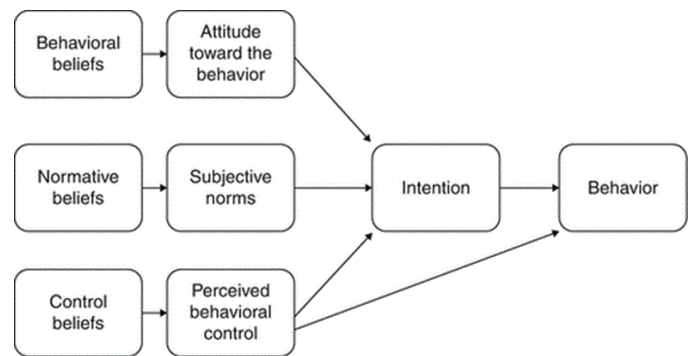 Behavioral
beliefs
Attitude
toward the
behavior
Normative
beliefs
Subjective
norms
Intention
Behavior
Control
beliefs
Perceived
behavioral
control